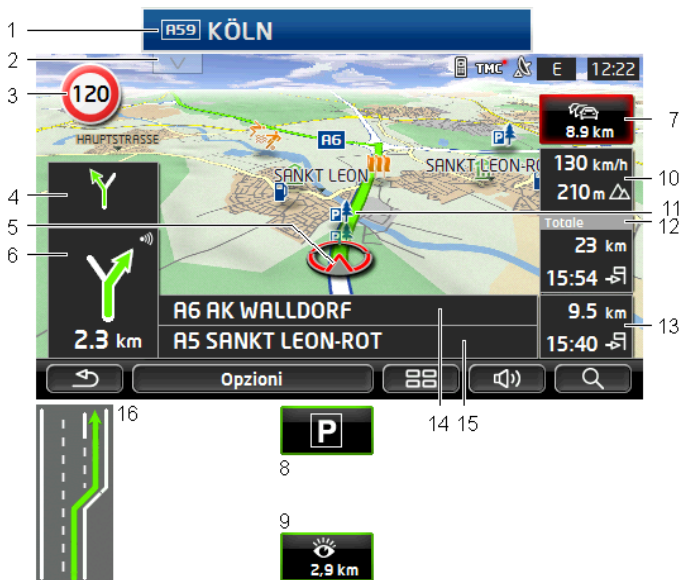 1
A59 KÖLN
2
TMC E 12:22
3
120
HAUPTSTRASSE
8.9 km
7
A6
P
SANKT LEON
SANKT LEON-RO
4
130 km/h
210 m
10
P
11
5
P
Totale
12
6
23 km
15:54
2.3 km
A6 AK WALLDORF
9.5 km
13
A5 SANKT LEON-ROT
15:40
Opzioni
16
14 15
P
8
9
2,9 km